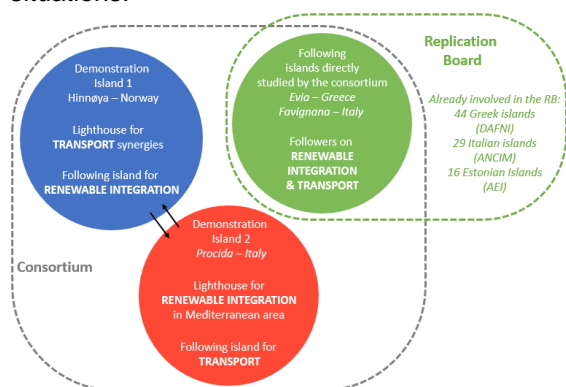 situations.
Demonstration
Island 1
Hinnøya – Norway
Lighthouse for
TRANSPORT synergies
Following island for
RENEWABLE INTEGRATION
Following
islands directly
studied by the consortium
Evia – Greece
Favignana – Italy
Followers on
RENEWABLE
INTEGRATION
& TRANSPORT
Replication
Board
Already involved in the RB:
44 Greek islands
(DAFNI)
29 Italian islands
(ANCIM)
16 Estonian Islands
(AEI)
Consortium
Demonstration
Island 2
Procida – Italy
Lighthouse for
RENEWABLE INTEGRATION
in Mediterranean area
Following island for
TRANSPORT